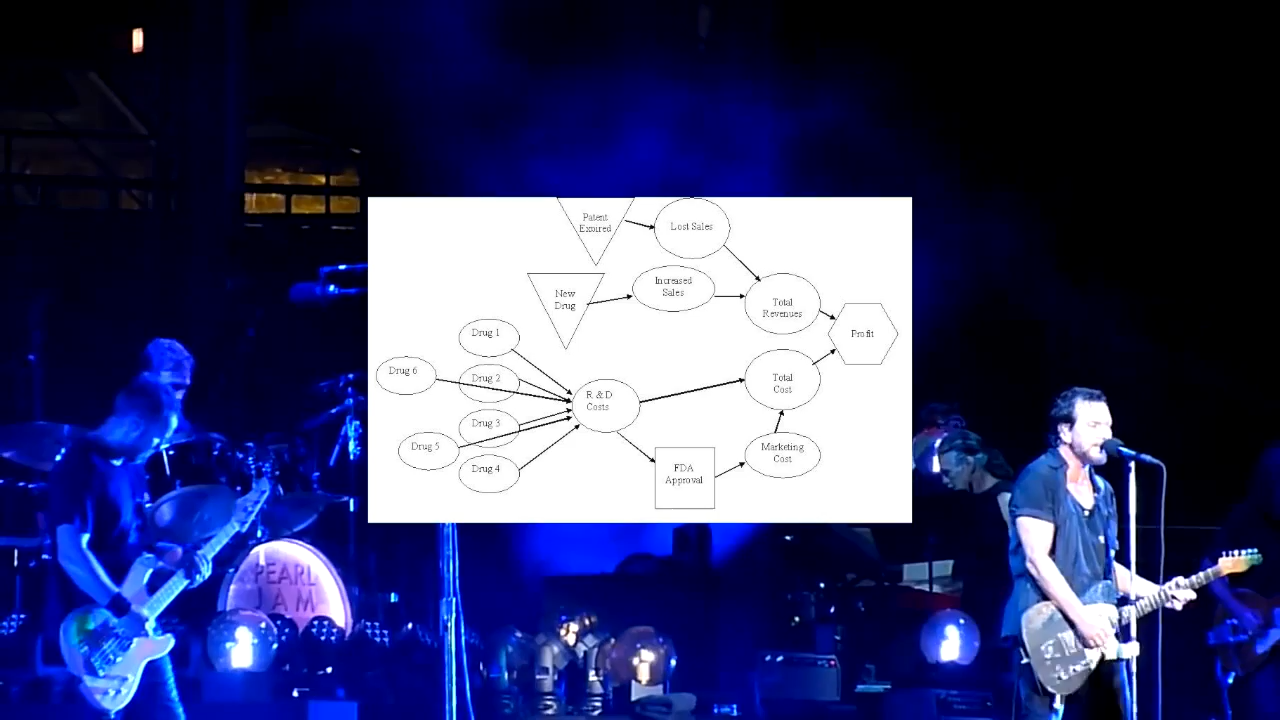 Patent
Expired
Lost Sales
Increased
Sales
New
Drug
Total
Revenues
Profit
Drug 1
Drug 6
Drug 2
R & D
Costs
Total
Cost
Drug 3
Drug 5
Drug 4
Marketing
Cost
FDA
Approval
PEARL
JAM